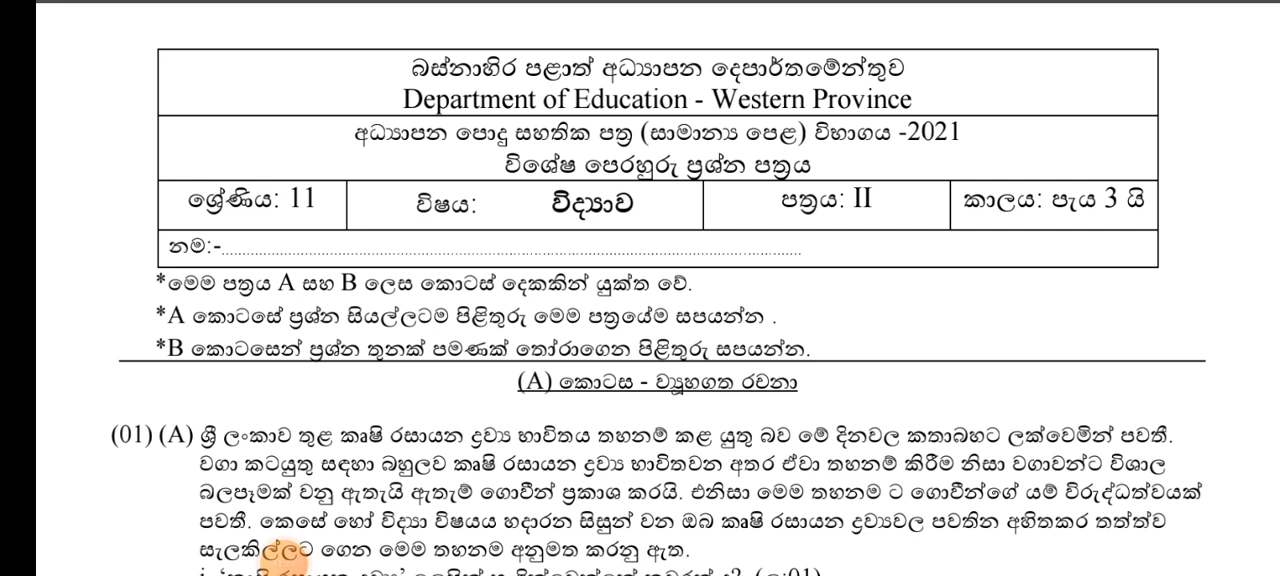 බස්නාහිර පළාත් අධ්‍යාපන දෙපාර්තමේන්තුව
Department of Education - Western Province
අධ්‍යාපන පොදු සහතික පත්‍ර (සාමාන්‍ය පෙළ) විභාගය -2021
විශේෂ පෙරහුරු ප්‍රශ්න පත්‍රය
ශ්‍රේණිය: 11 විෂය: විද්‍යාව පත්‍රය: II කාලය: පැය 3 යි
නම:-
*මෙම පත්‍රය A සහ B ලෙස කොටස් දෙකකින් යුක්ත වේ.
*A කොටසේ ප්‍රශ්න සියල්ලටම පිළිතුරු මෙම පත්‍රයේම සපයන්න .
*B කොටසෙන් ප්‍රශ්න තුනක් පමණක් තෝරාගෙන පිළිතුරු සපයන්න.
(A) කොටස - ව්‍යූහගත රචනා
(01) (A) ශ්‍රී ලංකාව තුළ කෘෂි රසායන ද්‍රව්‍ය භාවිතය තහනම් කළ යුතු බව මේ දිනවල කතාබහට ලක්වෙමින් පවතී.
වගා කටයුතු සඳහා බහුලව කෘෂි රසායන ද්‍රව්‍ය භාවිතවන අතර ඒවා තහනම් කිරීම නිසා වගාවන්ට විශාල
බලපෑමක් වනු ඇතැයි ඇතැම් ගොවීන් ප්‍රකාශ කරයි. එනිසා මෙම තහනම ට ගොවීන්ගේ යම් විරුද්ධත්වයක්
පවතී. කෙසේ හෝ විද්‍යා විෂයය හදාරන සිසුන් වන ඔබ කෘෂි රසායන ද්‍රව්‍යවල පවතින අහිතකර තත්ත්ව
සැලකිල්ලට ගෙන මෙම තහනම අනුමත කරනු ඇත.